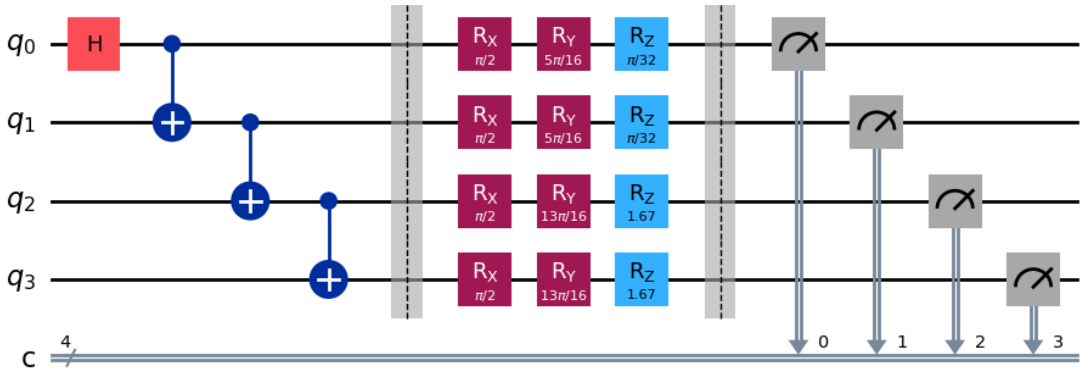 q0 H RX π/2 RY 5π/16 RZ π/32
q1 RX π/2 RY 5π/16 RZ π/32
q2 RX π/2 RY 13π/16 RZ 1.67
q3 RX π/2 RY 13π/16 RZ 1.67
c 4 0 1 2 3